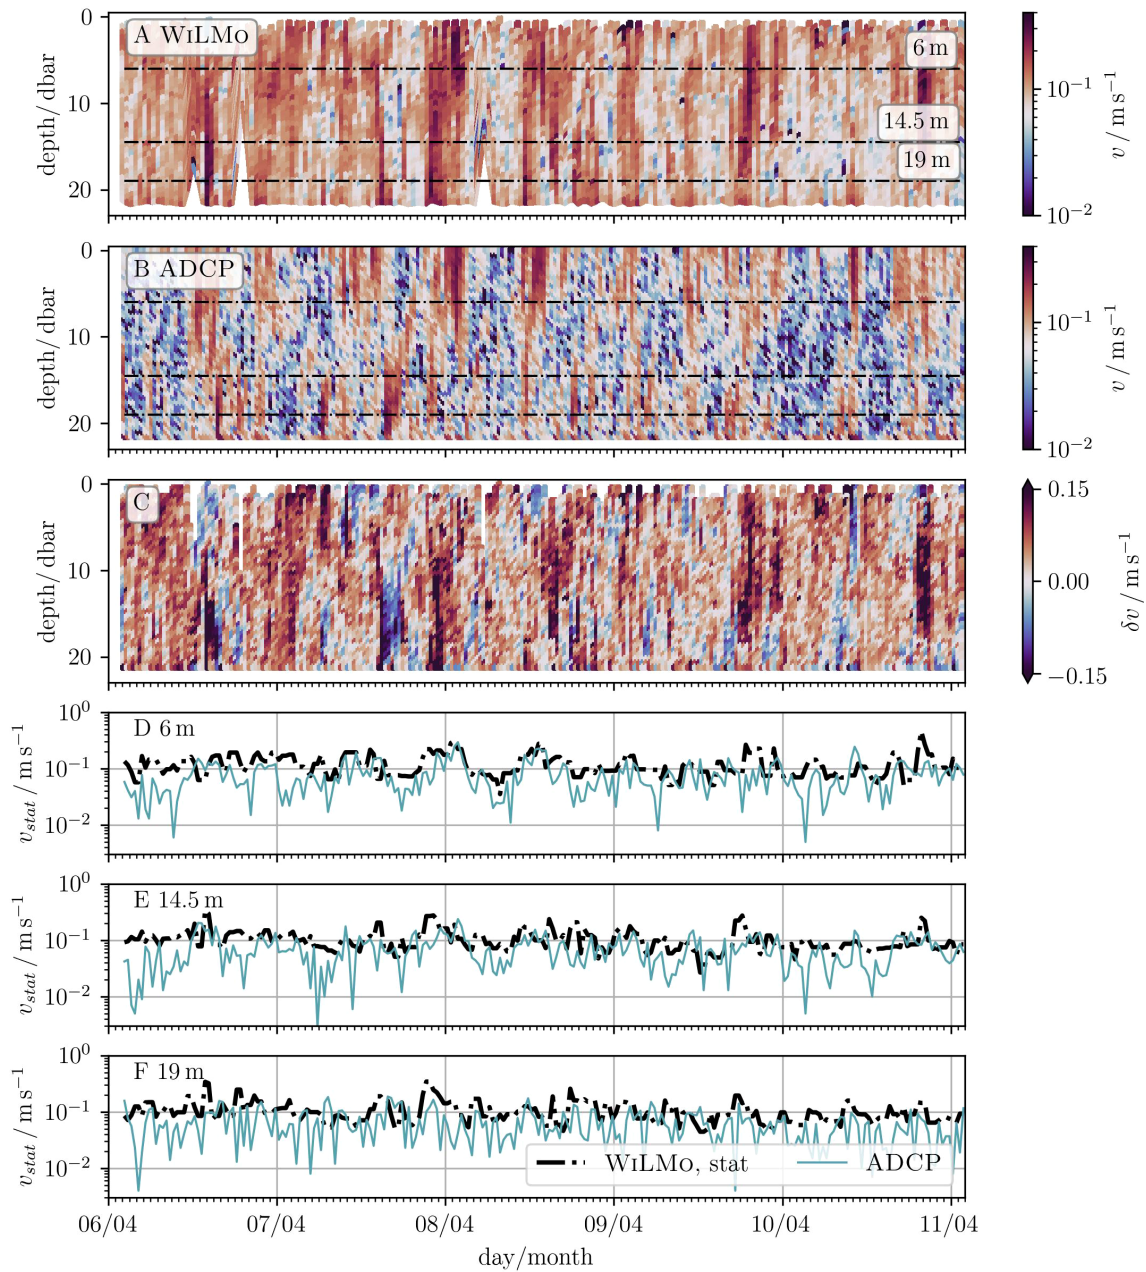 0
10
20
depth/dbar
A WiLMo
6 m
14.5 m
19 m
10⁻¹
10⁻²
v / m s⁻¹
0
10
20
depth/dbar
B ADCP
10⁻¹
10⁻²
v / m s⁻¹
0
10
20
depth/dbar
C
0.15
0.00
−0.15
δv / m s⁻¹
10⁰
10⁻¹
10⁻²
v_stat / m s⁻¹
D 6 m
10⁰
10⁻¹
10⁻²
v_stat / m s⁻¹
E 14.5 m
10⁰
10⁻¹
10⁻²
v_stat / m s⁻¹
F 19 m
WiLMo, stat
ADCP
06/04 07/04 08/04 09/04 10/04 11/04
day/month